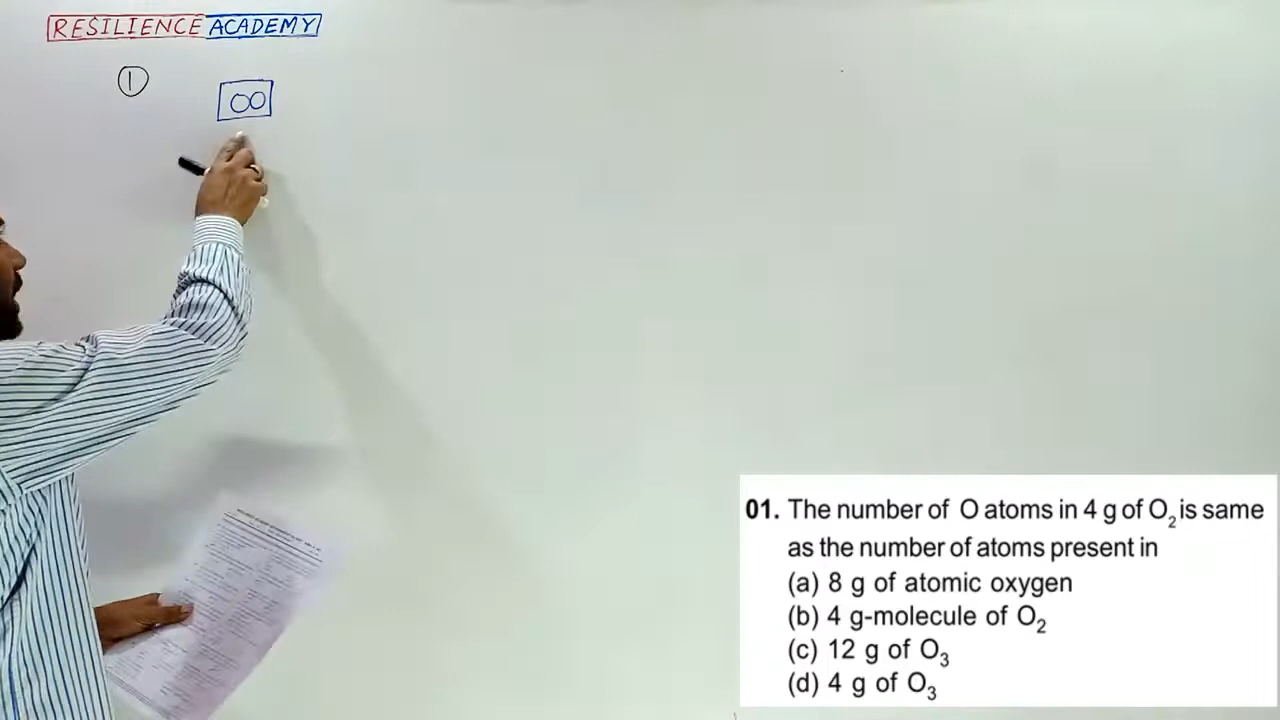 RESILIENCE ACADEMY
1
OO
01. The number of O atoms in 4 g of O₂ is same
as the number of atoms present in
(a) 8 g of atomic oxygen
(b) 4 g-molecule of O₂
(c) 12 g of O₃
(d) 4 g of O₃